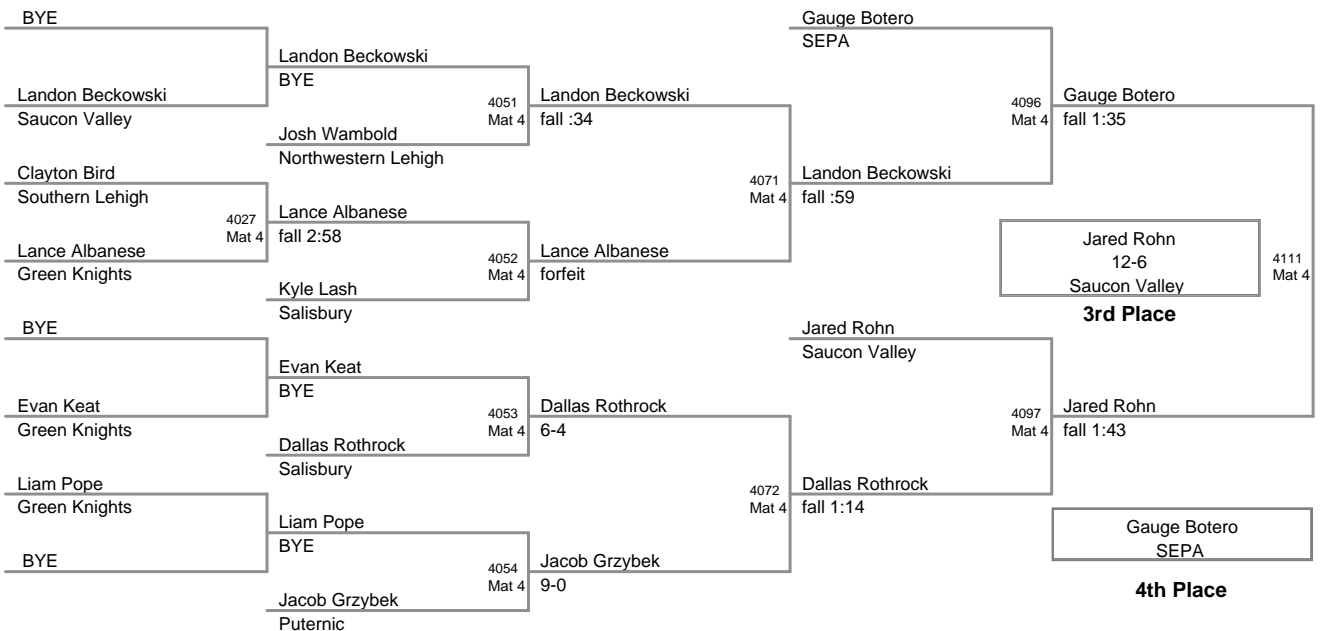 BYE
Gauge Botero
SEPA
Landon Beckowski
BYE
Landon Beckowski
Saucon Valley
4051
Mat 4
Landon Beckowski
fall :34
4096
Mat 4
Gauge Botero
fall 1:35
Josh Wambold
Northwestern Lehigh
Clayton Bird
Southern Lehigh
4071
Mat 4
Landon Beckowski
fall :59
4027
Mat 4
Lance Albanese
fall 2:58
Lance Albanese
Green Knights
4052
Mat 4
Lance Albanese
forfeit
Jared Rohn
12-6
Saucon Valley
3rd Place
4111
Mat 4
Kyle Lash
Salisbury
BYE
Jared Rohn
Saucon Valley
Evan Keat
BYE
Evan Keat
Green Knights
4053
Mat 4
Dallas Rothrock
6-4
4097
Mat 4
Jared Rohn
fall 1:43
Dallas Rothrock
Salisbury
Liam Pope
Green Knights
4072
Mat 4
Dallas Rothrock
fall 1:14
Liam Pope
BYE
Gauge Botero
SEPA
4th Place
BYE
4054
Mat 4
Jacob Grzybek
9-0
Jacob Grzybek
Puternic